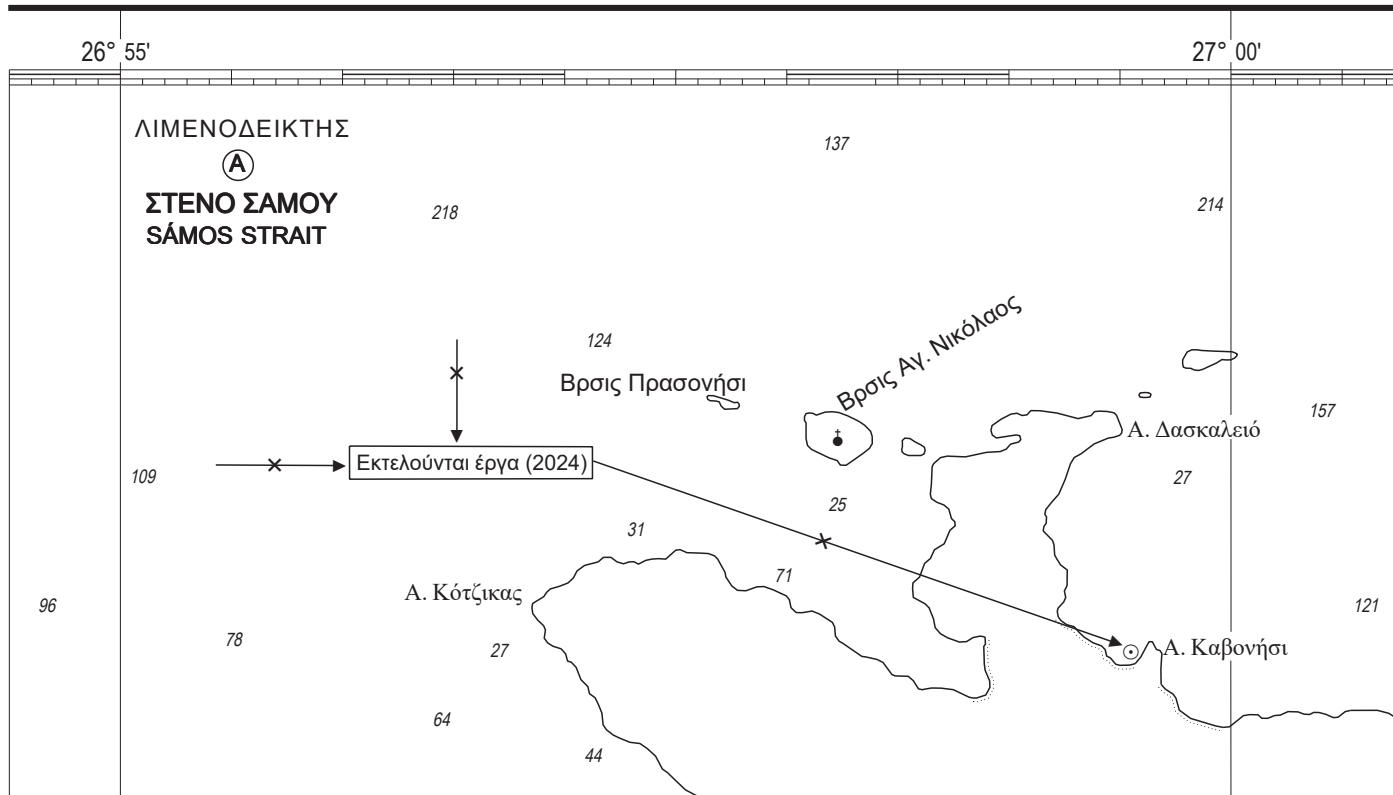 26° 55'
27° 00'
ΛΙΜΕΝΟΔΕΙΚΤΗΣ
Α
ΣΤΕΝΟ ΣΑΜΟΥ
SÁMOS STRAIT
137
218
214
124
Βρσις Πρασονήσι
Βρσις Αγ. Νικόλαος
157
Α. Δασκαλειό
109
Εκτελούνται έργα (2024)
27
25
31
71
Α. Κότζικας
96
121
78
27
Α. Καβονήσι
64
44